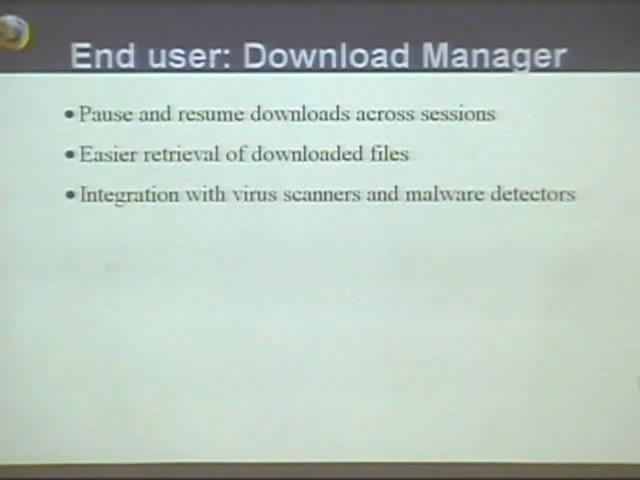 End user: Download Manager
• Pause and resume downloads across sessions
• Easier retrieval of downloaded files
• Integration with virus scanners and malware detectors